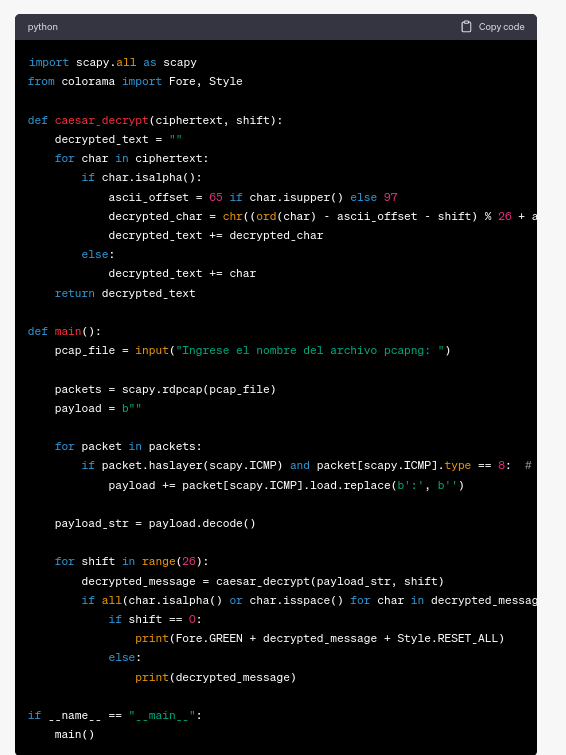 python
Copy code
import scapy.all as scapy
from colorama import Fore, Style
def caesar_decrypt(ciphertext, shift):
decrypted_text = ""
for char in ciphertext:
if char.isalpha():
ascii_offset = 65 if char.isupper() else 97
decrypted_char = chr((ord(char) - ascii_offset - shift) % 26 + a
decrypted_text += decrypted_char
else:
decrypted_text += char
return decrypted_text
def main():
pcap_file = input("Ingrese el nombre del archivo pcapng: ")
packets = scapy.rdpcap(pcap_file)
payload = b""
for packet in packets:
if packet.haslayer(scapy.ICMP) and packet[scapy.ICMP].type == 8:  #
payload += packet[scapy.ICMP].load.replace(b':', b'')
payload_str = payload.decode()
for shift in range(26):
decrypted_message = caesar_decrypt(payload_str, shift)
if all(char.isalpha() or char.isspace() for char in decrypted_messag
if shift == 0:
print(Fore.GREEN + decrypted_message + Style.RESET_ALL)
else:
print(decrypted_message)
if __name__ == "__main__":
main()